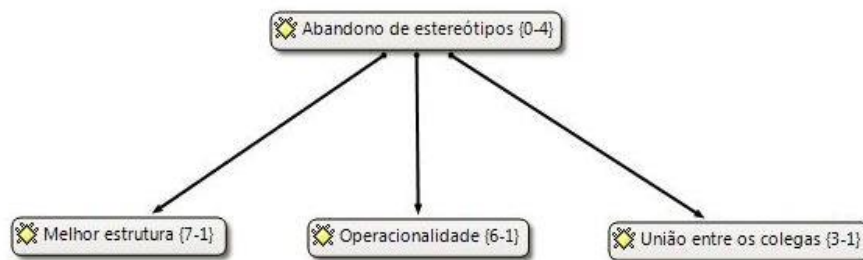 Abandono de estereótipos {0-4}
Melhor estrutura {7-1}
Operacionalidade {6-1}
União entre os colegas {3-1}